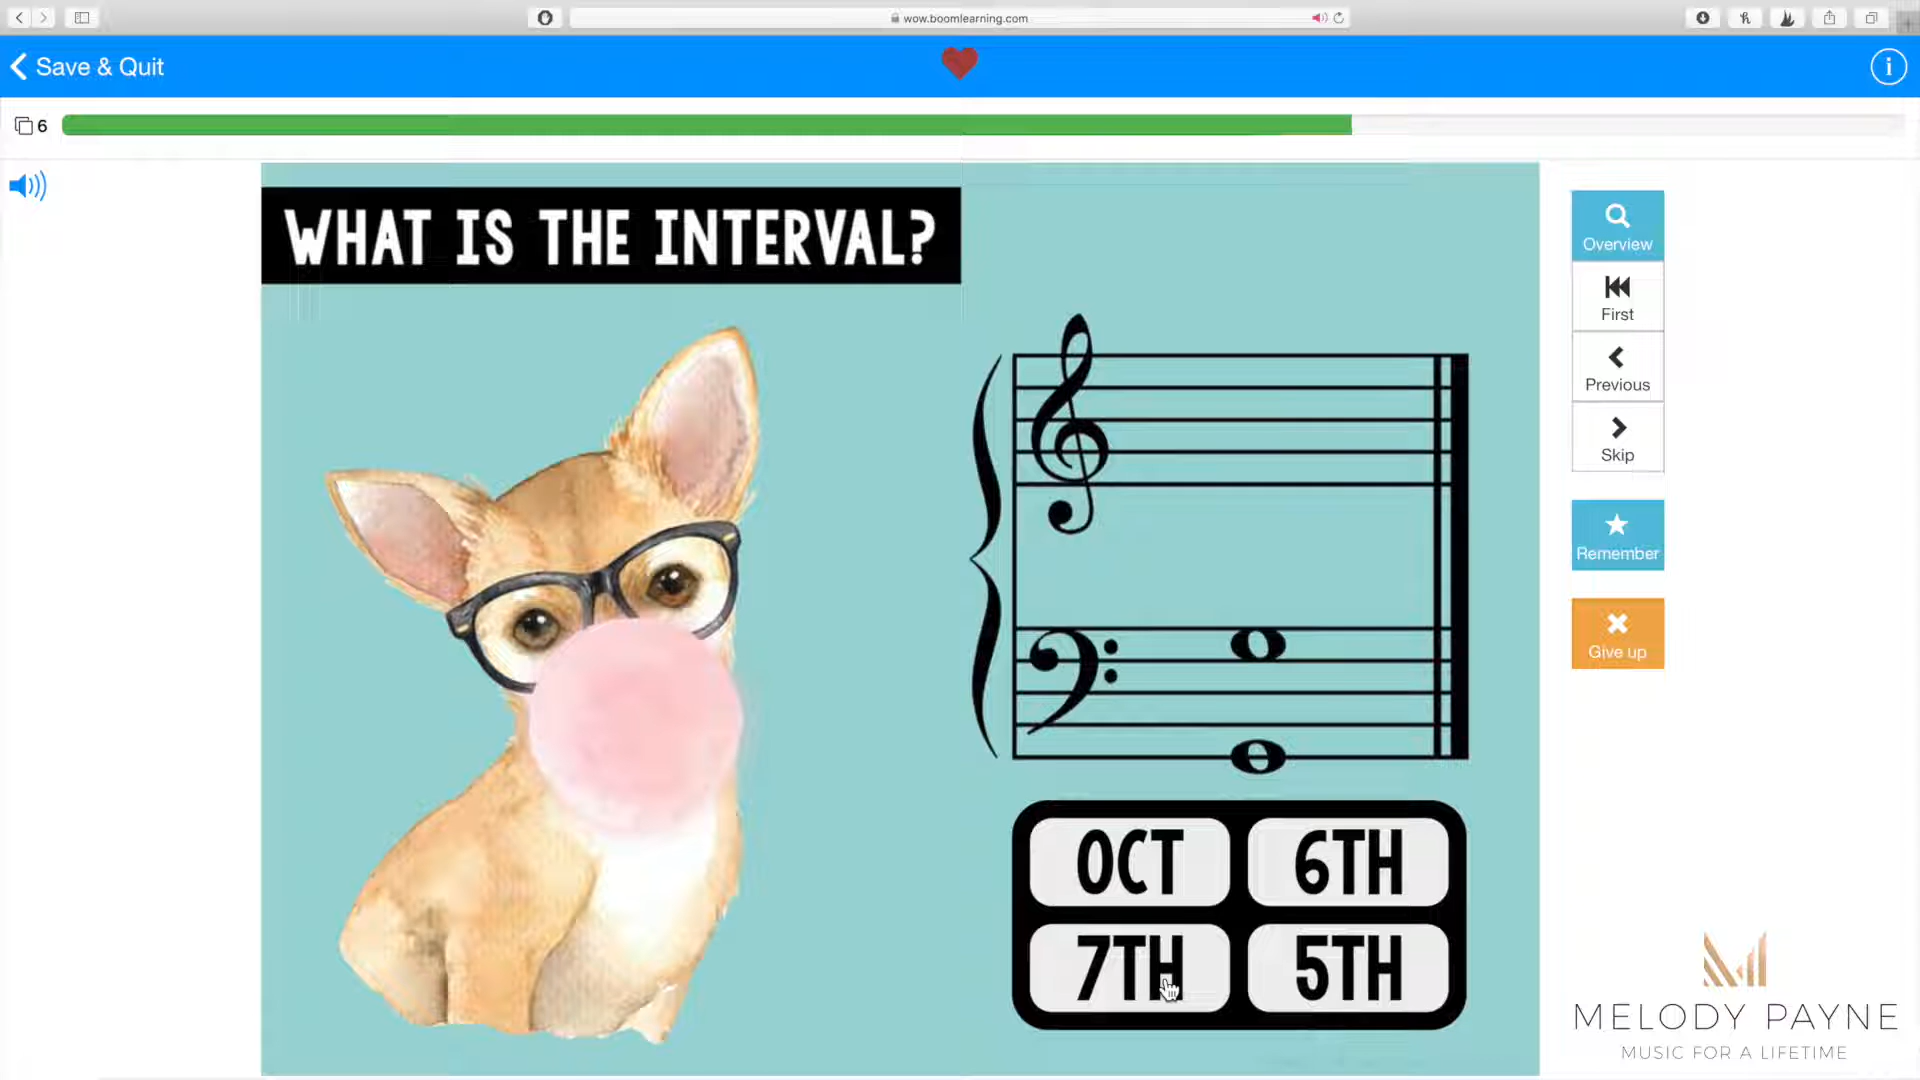 wow.boomlearning.com
Save & Quit
6
WHAT IS THE INTERVAL?
Overview
First
Previous
Skip
Remember
Give up
OCT
6TH
7TH
5TH
MELODY PAYNE
MUSIC FOR A LIFETIME